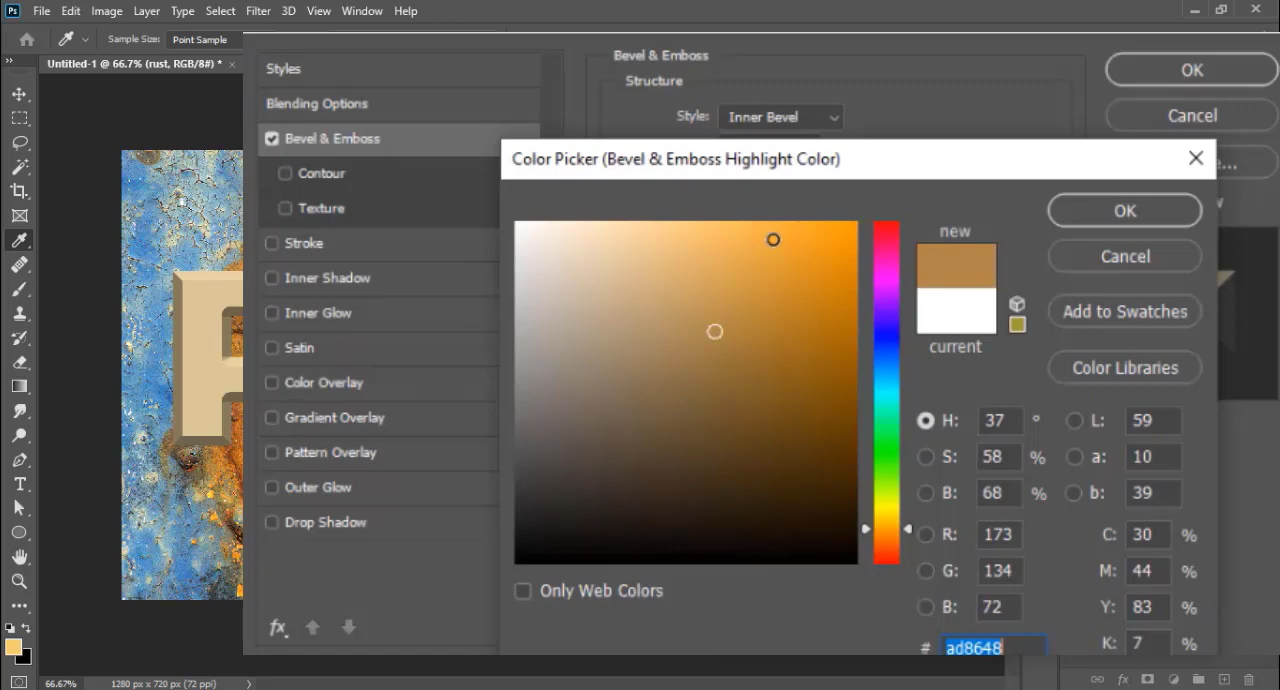 Ps File Edit Image Layer Type Select Filter 3D View Window Help
Sample Size: Point Sample
Untitled-1 @ 66.7% (rust, RGB/8#) * ×
Styles
Blending Options
Bevel & Emboss
Contour
Texture
Stroke
Inner Shadow
Inner Glow
Satin
Color Overlay
Gradient Overlay
Pattern Overlay
Outer Glow
Drop Shadow
fx
Bevel & Emboss
Structure
Style: Inner Bevel
OK
Cancel
Color Picker (Bevel & Emboss Highlight Color)
new
current
OK
Cancel
Add to Swatches
Color Libraries
H: 37 °
S: 58 %
B: 68 %
R: 173
G: 134
B: 72
# ad8648
L: 59
a: 10
b: 39
C: 30 %
M: 44 %
Y: 83 %
K: 7 %
Only Web Colors
66.67% 1280 px x 720 px (72 ppi)
fx